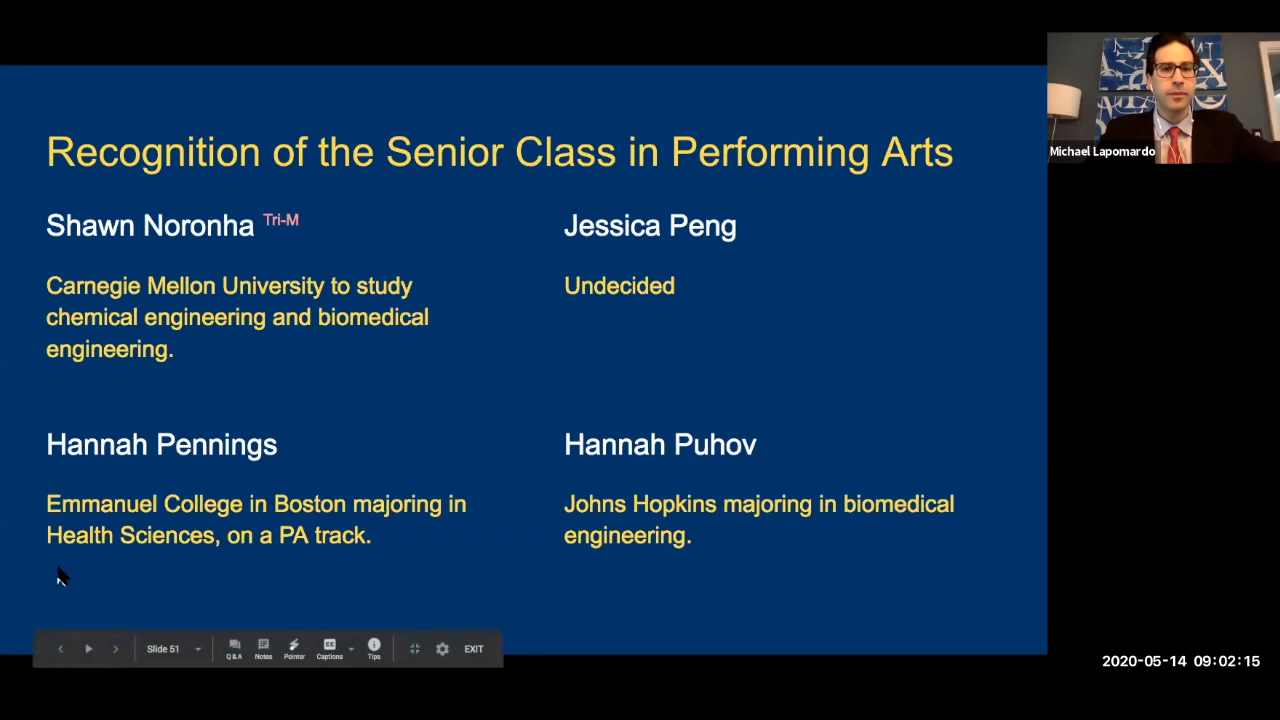 Recognition of the Senior Class in Performing Arts
Shawn Noronha Tri-M
Carnegie Mellon University to study
chemical engineering and biomedical
engineering.
Jessica Peng
Undecided
Hannah Pennings
Emmanuel College in Boston majoring in
Health Sciences, on a PA track.
Hannah Puhov
Johns Hopkins majoring in biomedical
engineering.
Michael Lapomardo
Slide 51
Q & A
Notes
Pointer
Captions
Tips
EXIT
2020-05-14 09:02:15